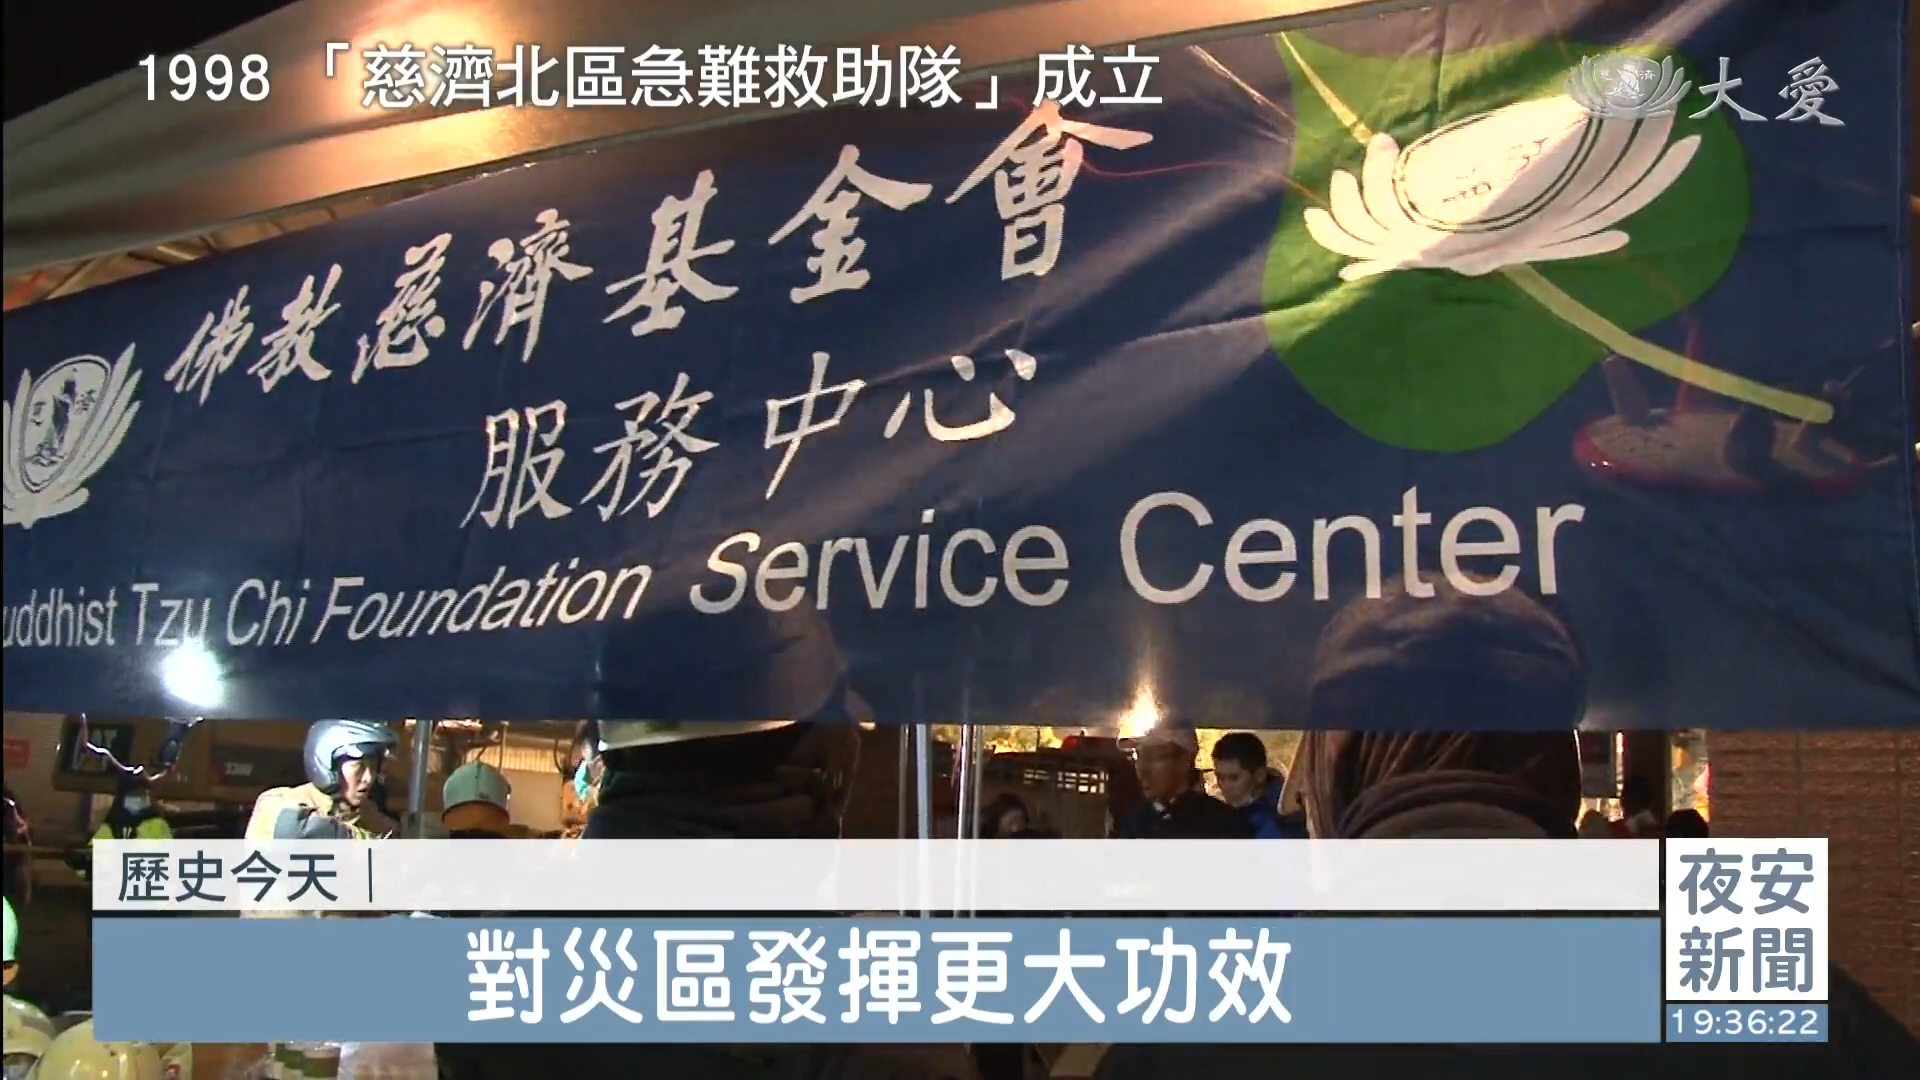 1998 「慈濟北區急難救助隊」成立
大愛
佛教慈濟基金會
服務中心
uddhist Tzu Chi Foundation Service Center
歷史今天
對災區發揮更大功效
夜安
新聞
19:36:22